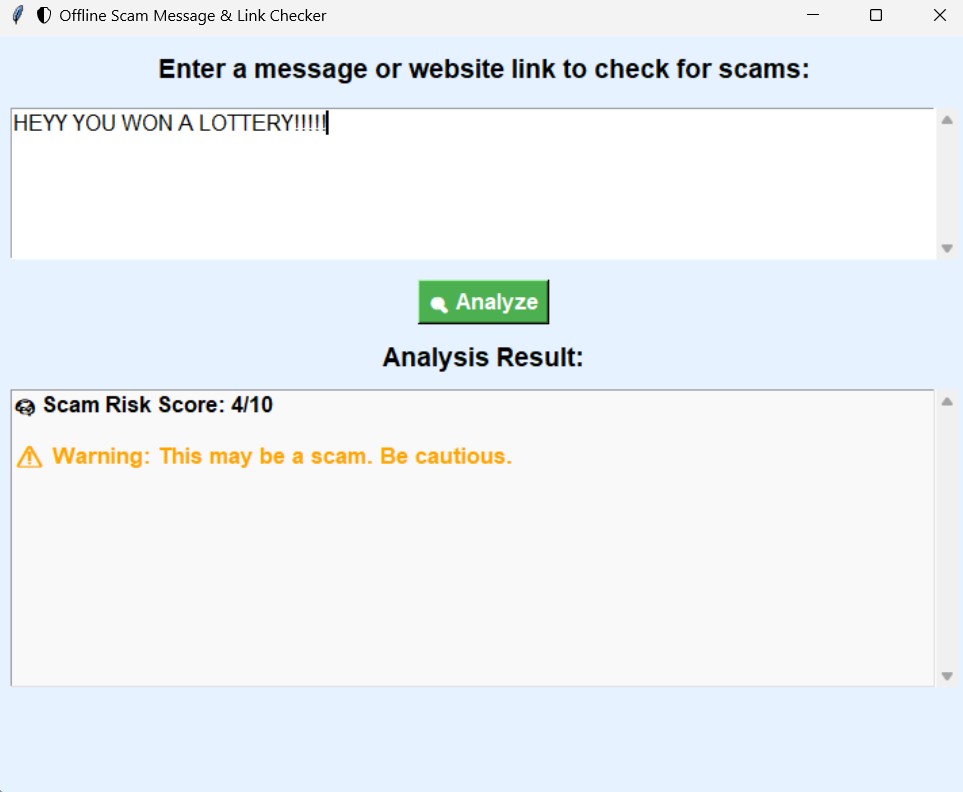 Offline Scam Message & Link Checker
Enter a message or website link to check for scams:
HEYY YOU WON A LOTTERY!!!!!
Analyze
Analysis Result:
Scam Risk Score: 4/10
Warning: This may be a scam. Be cautious.